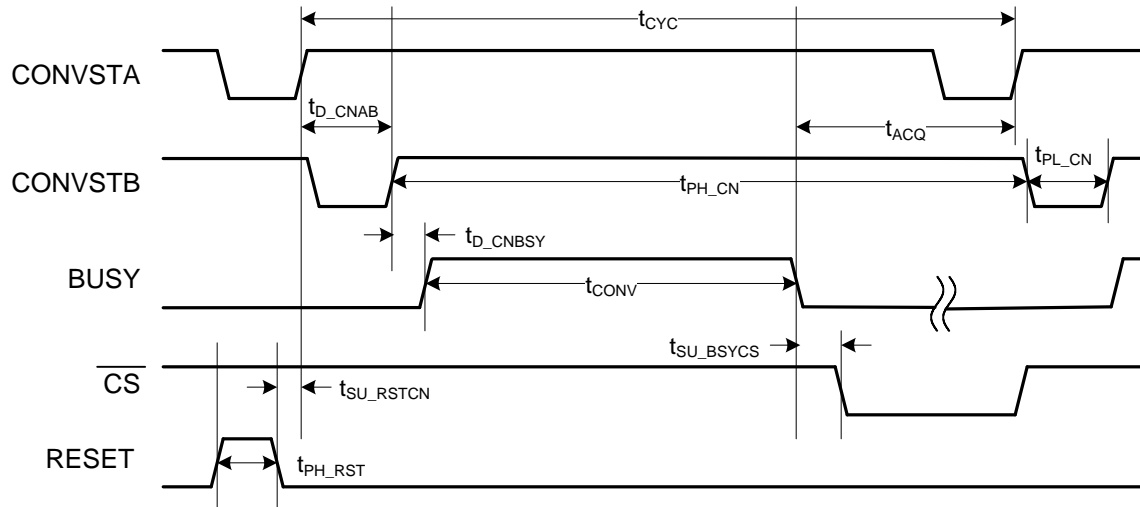 tCYC
CONVSTA
tD_CNAB
tACQ
CONVSTB
tPH_CN
tPL_CN
tD_CNBSY
BUSY
tCONV
tSU_BSYCS
CS
tSU_RSTCN
RESET
tPH_RST